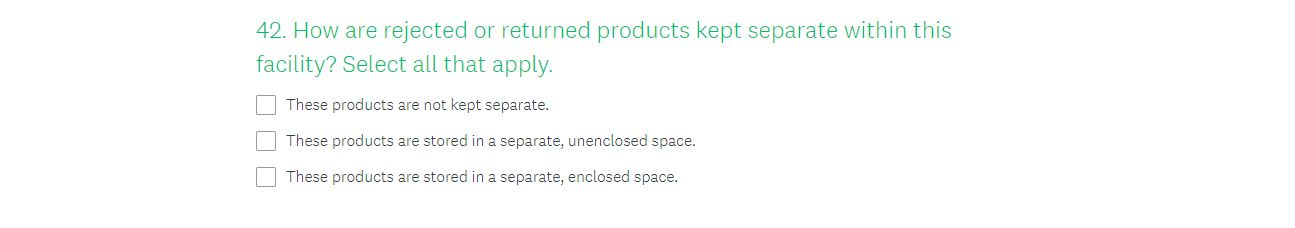 42. How are rejected or returned products kept separate within this
facility? Select all that apply.
These products are not kept separate.
These products are stored in a separate, unenclosed space.
These products are stored in a separate, enclosed space.